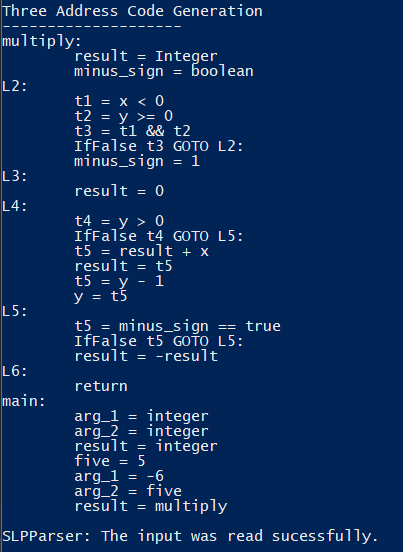 Three Address Code Generation
--------------------
multiply:
result = Integer
minus_sign = boolean
L2:
t1 = x < 0
t2 = y >= 0
t3 = t1 && t2
IfFalse t3 GOTO L2:
minus_sign = 1
L3:
result = 0
L4:
t4 = y > 0
IfFalse t4 GOTO L5:
t5 = result + x
result = t5
t5 = y - 1
y = t5
L5:
t5 = minus_sign == true
IfFalse t5 GOTO L5:
result = -result
L6:
return
main:
arg_1 = integer
arg_2 = integer
result = integer
five = 5
arg_1 = -6
arg_2 = five
result = multiply
SLPParser: The input was read sucessfully.